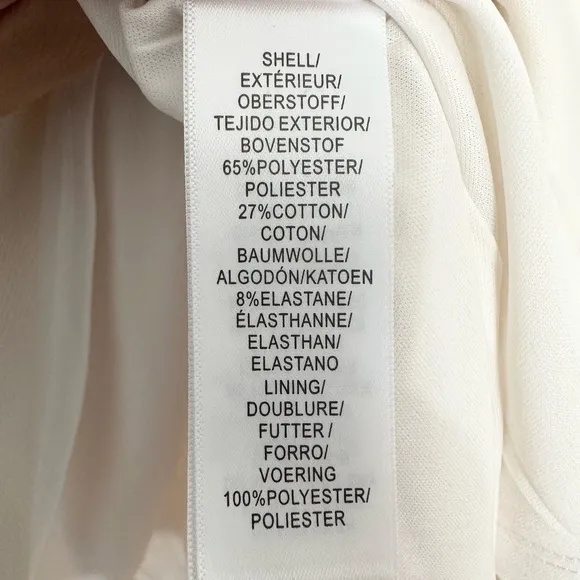 SHELL/
EXTÉRIEUR/
OBERSTOFF/
TEJIDO EXTERIOR/
BOVENSTOF
65%POLYESTER/
POLIESTER
27%COTTON/
COTON/
BAUMWOLLE/
ALGODÓN/KATOEN
8%ELASTANE/
ÉLASTHANNE/
ELASTHAN/
ELASTANO
LINING/
DOUBLURE/
FUTTER /
FORRO/
VOERING
100%POLYESTER/
POLIESTER